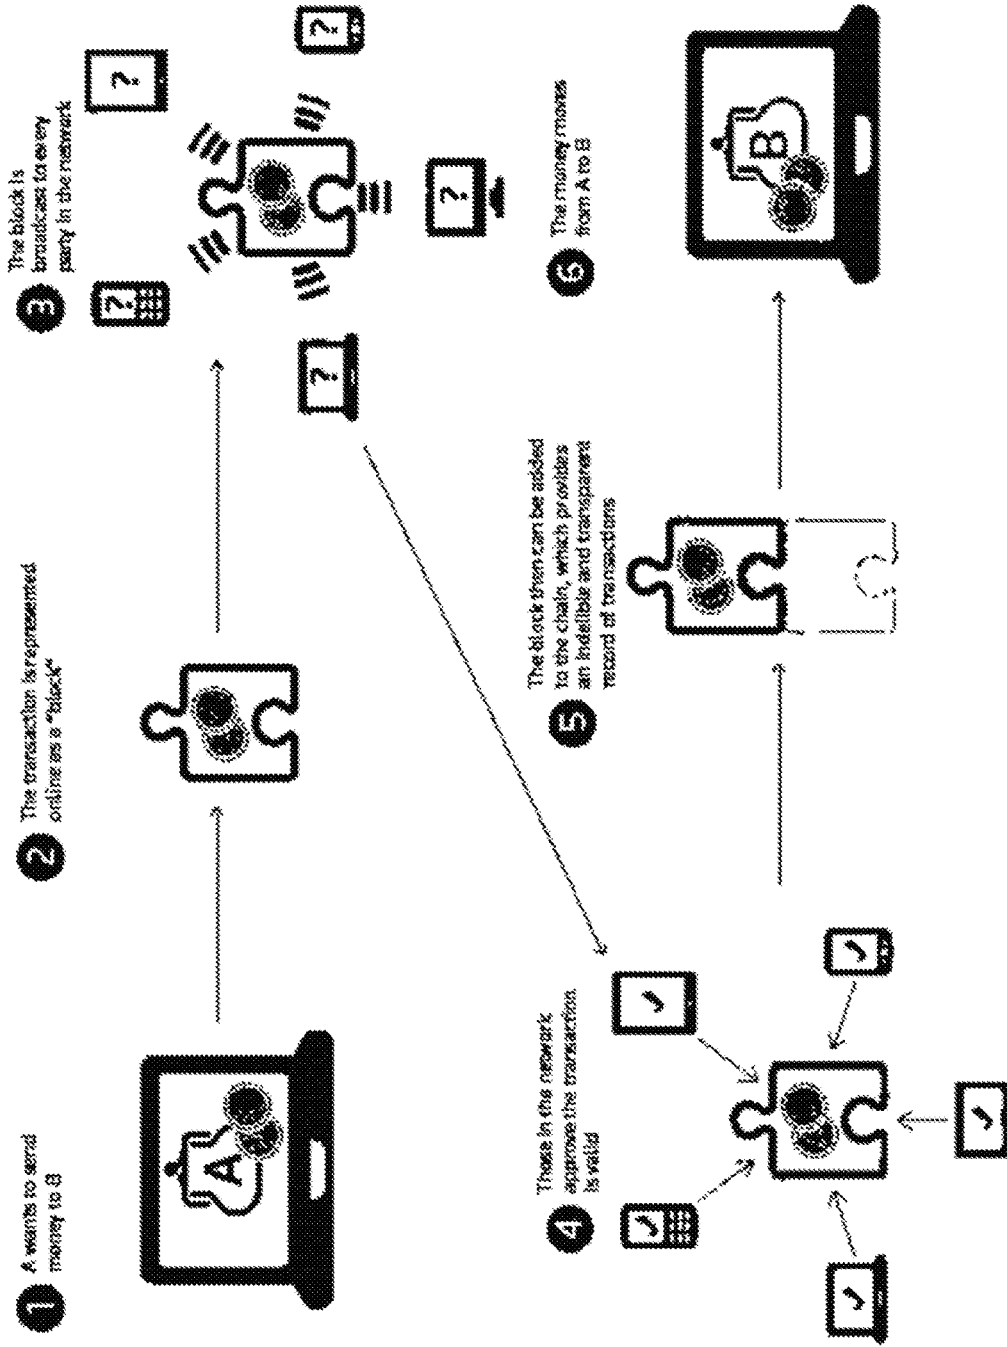 1
A wants to send
money to B
A
2
The transaction is represented
online as a “block”
3
The block is
broadcast to every
party in the network
?
?
?
?
?
4
Those in the network
approve the transaction
is valid
5
The block then can be added
to the chain, which provides
an indelible and transparent
record of transactions
6
The money moves
from A to B
B